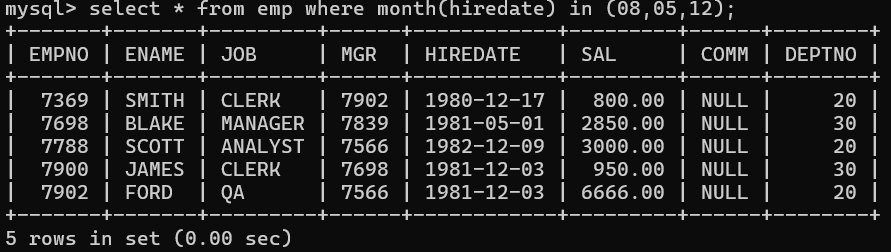 mysql> select * from emp where month(hiredate) in (08,05,12);
+-------+-------+---------+------+------------+---------+------+--------+
| EMPNO | ENAME | JOB     | MGR  | HIREDATE   | SAL     | COMM | DEPTNO |
+-------+-------+---------+------+------------+---------+------+--------+
|  7369 | SMITH | CLERK   | 7902 | 1980-12-17 |  800.00 | NULL |     20 |
|  7698 | BLAKE | MANAGER | 7839 | 1981-05-01 | 2850.00 | NULL |     30 |
|  7788 | SCOTT | ANALYST | 7566 | 1982-12-09 | 3000.00 | NULL |     20 |
|  7900 | JAMES | CLERK   | 7698 | 1981-12-03 |  950.00 | NULL |     30 |
|  7902 | FORD  | QA      | 7566 | 1981-12-03 | 6666.00 | NULL |     20 |
+-------+-------+---------+------+------------+---------+------+--------+
5 rows in set (0.00 sec)